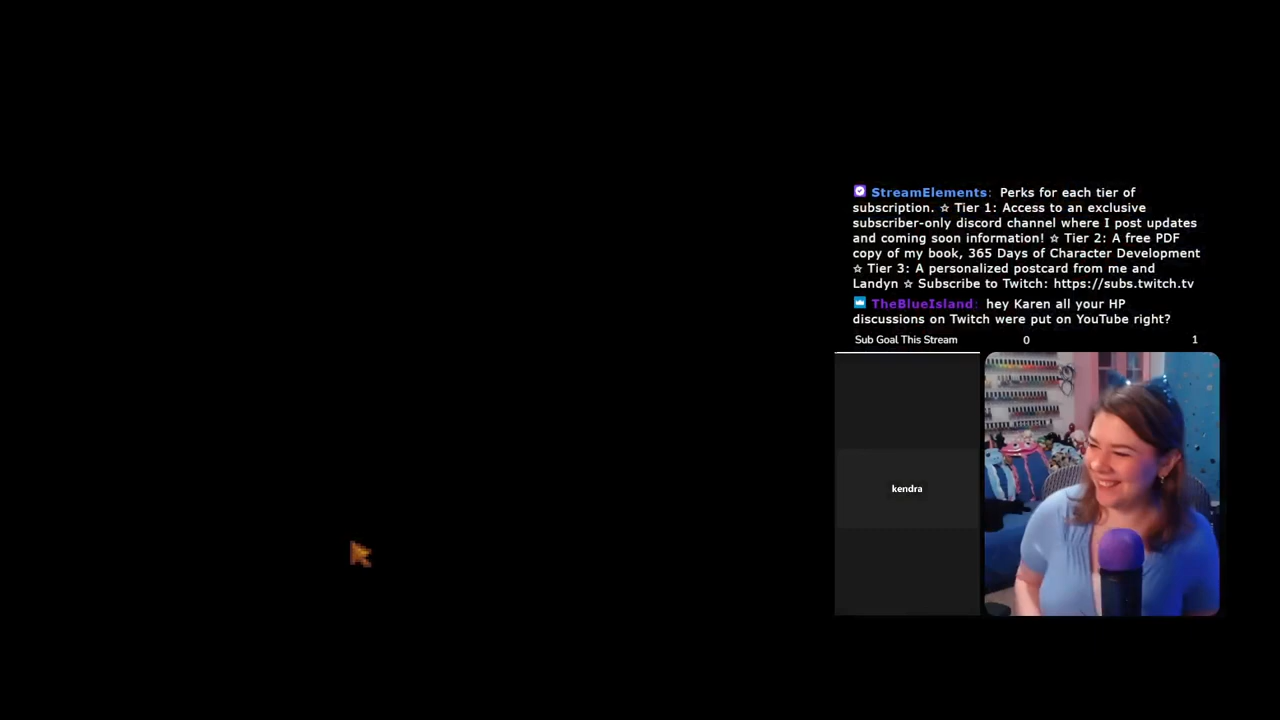 StreamElements: Perks for each tier of
subscription. ☆ Tier 1: Access to an exclusive
subscriber-only discord channel where I post updates
and coming soon information! ☆ Tier 2: A free PDF
copy of my book, 365 Days of Character Development
☆ Tier 3: A personalized postcard from me and
Landyn ☆ Subscribe to Twitch: https://subs.twitch.tv
TheBlueIsland: hey Karen all your HP
discussions on Twitch were put on YouTube right?
Sub Goal This Stream 0 1
kendra